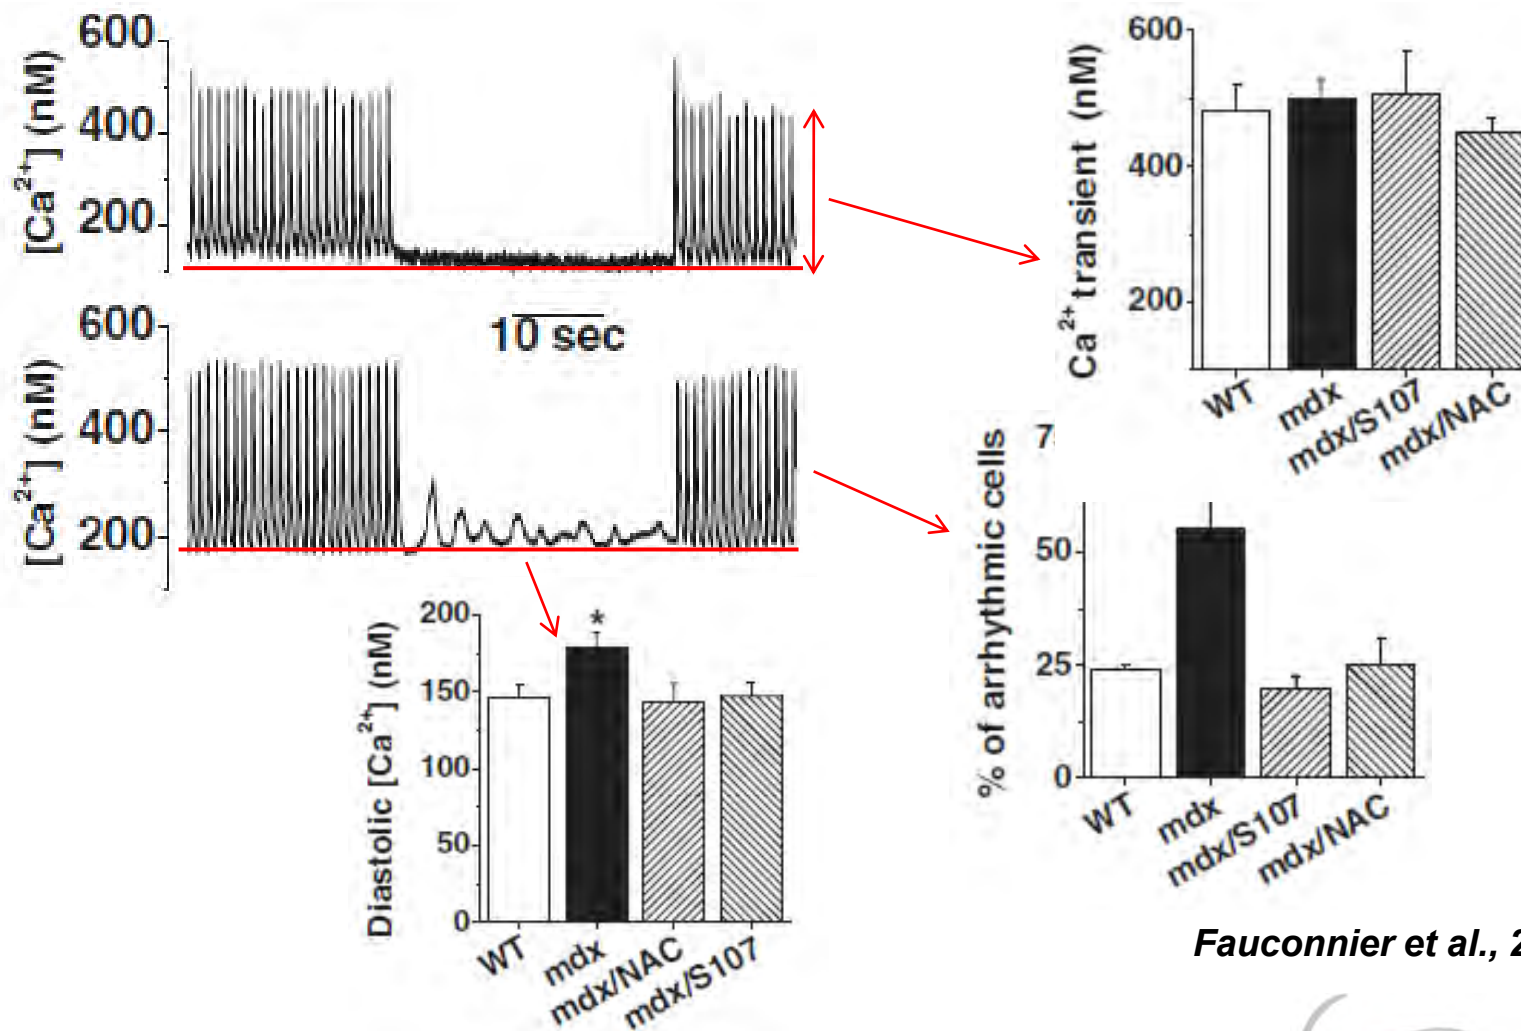 [Ca²⁺] (nM)
600
400
200
10 sec
[Ca²⁺] (nM)
600
400
200
Ca²⁺ transient (nM)
600
400
200
WT
mdx
mdx/S107
mdx/NAC
% of arrhythmic cells
7
50
25
0
WT
mdx
mdx/S107
mdx/NAC
Diastolic [Ca²⁺] (nM)
200
150
100
50
0
*
WT
mdx
mdx/NAC
mdx/S107
Fauconnier et al., 2